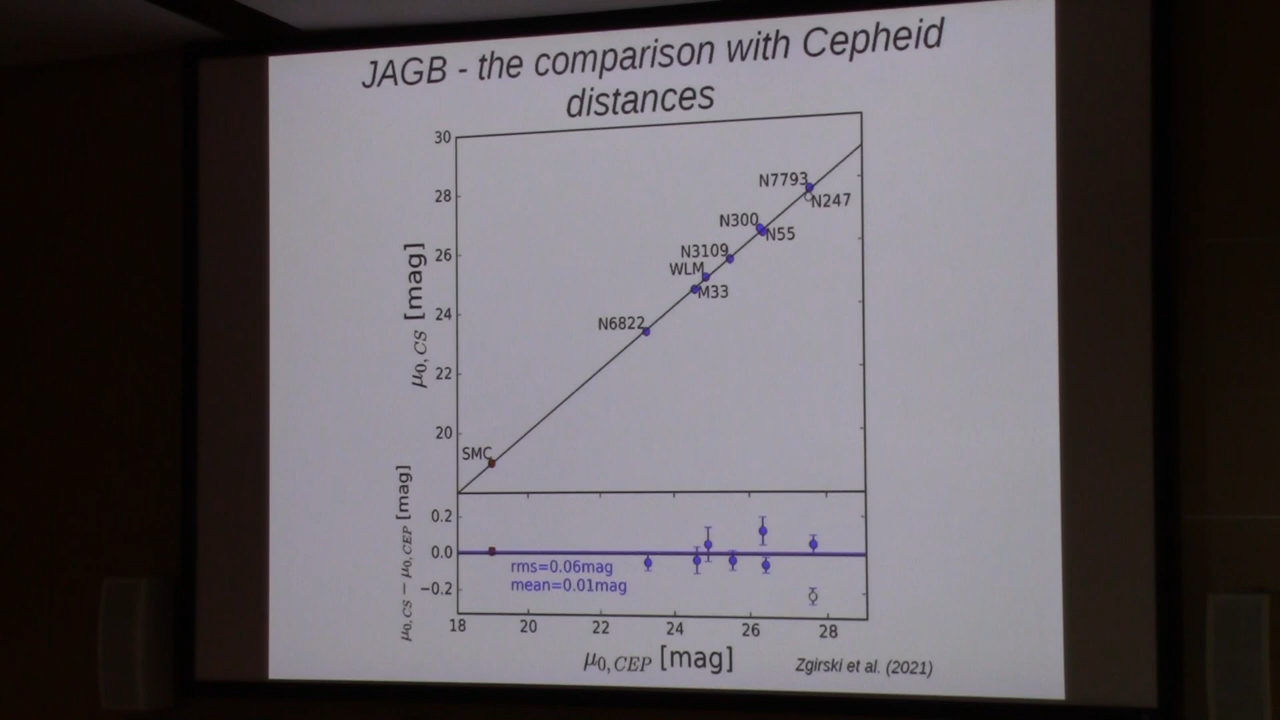 JAGB - the comparison with Cepheid
distances
30
28
26
24
22
20
μ0,CS [mag]
N7793
N247
N300
N55
N3109
WLM
M33
N6822
SMC
0.2
0.0
−0.2
μ0,CS − μ0,CEP [mag]
rms=0.06mag
mean=0.01mag
18 20 22 24 26 28
μ0,CEP [mag]
Zgirski et al. (2021)